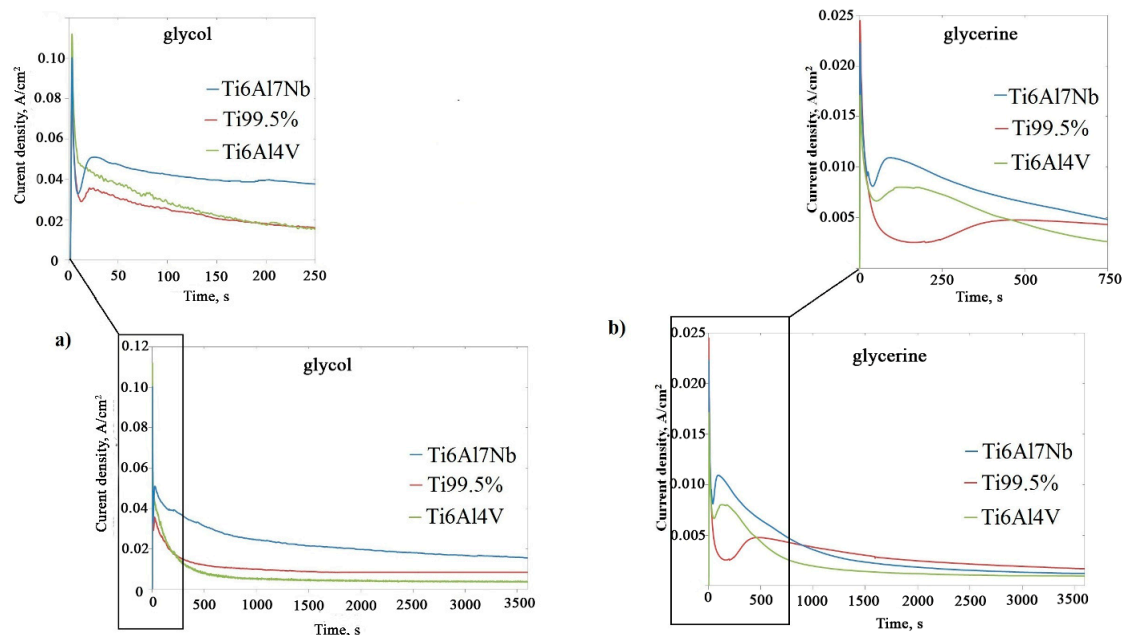 glycol
Curent density, A/cm²
0.10
0.08
0.06
0.04
0.02
0
Ti6Al7Nb
Ti99.5%
Ti6Al4V
0 50 100 150 200 250
Time, s
glycerine
Current density, A/cm²
0.025
0.020
0.015
0.010
0.005
Ti6Al7Nb
Ti99.5%
Ti6Al4V
0 250 500 750
Time, s
a)
glycol
Curent density, A/cm²
0.12
0.10
0.08
0.06
0.04
0.02
0
Ti6Al7Nb
Ti99.5%
Ti6Al4V
0 500 1000 1500 2000 2500 3000 3500
Time, s
b)
glycerine
Current density, A/cm²
0.025
0.020
0.015
0.010
0.005
Ti6Al7Nb
Ti99.5%
Ti6Al4V
0 500 1000 1500 2000 2500 3000 3500
Time, s